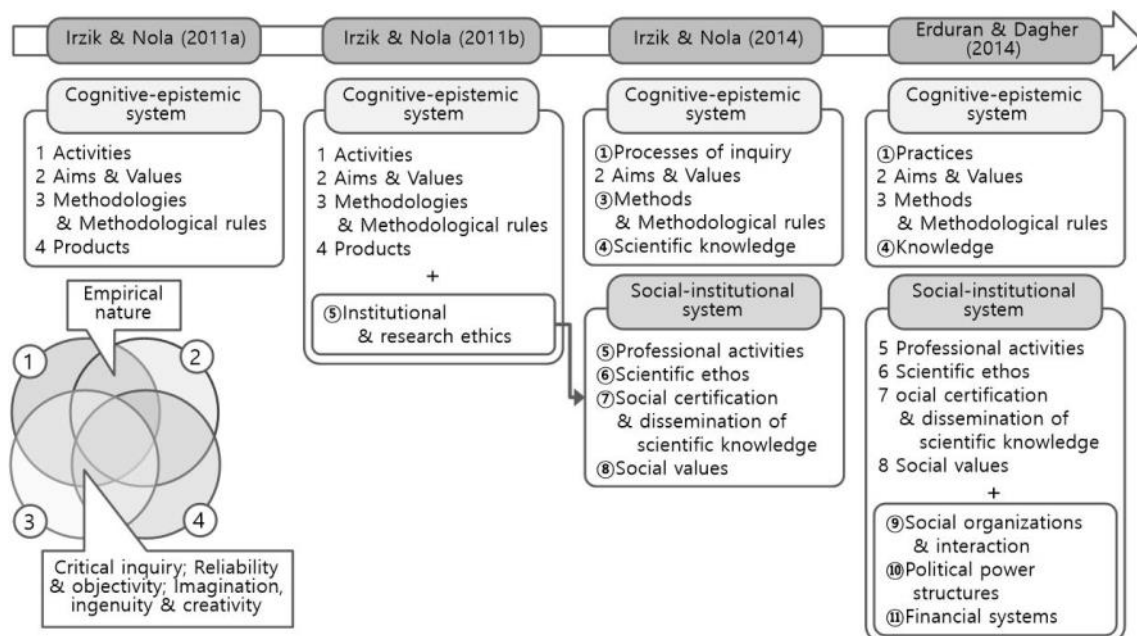 Irzik & Nola (2011a)
Irzik & Nola (2011b)
Irzik & Nola (2014)
Erduran & Dagher
(2014)
Cognitive-epistemic
system
1 Activities
2 Aims & Values
3 Methodologies
& Methodological rules
4 Products
Empirical
nature
1
2
3
4
Critical inquiry; Reliability
& objectivity; Imagination,
ingenuity & creativity
Cognitive-epistemic
system
1 Activities
2 Aims & Values
3 Methodologies
& Methodological rules
4 Products
+
⑤Institutional
& research ethics
Cognitive-epistemic
system
①Processes of inquiry
2 Aims & Values
③Methods
& Methodological rules
④Scientific knowledge
Social-institutional
system
⑤Professional activities
⑥Scientific ethos
⑦Social certification
& dissemination of
scientific knowledge
⑧Social values
Cognitive-epistemic
system
①Practices
2 Aims & Values
3 Methods
& Methodological rules
④Knowledge
Social-institutional
system
5 Professional activities
6 Scientific ethos
7 ocial certification
& dissemination of
scientific knowledge
8 Social values
+
⑨Social organizations
& interaction
⑩Political power
structures
⑪Financial systems